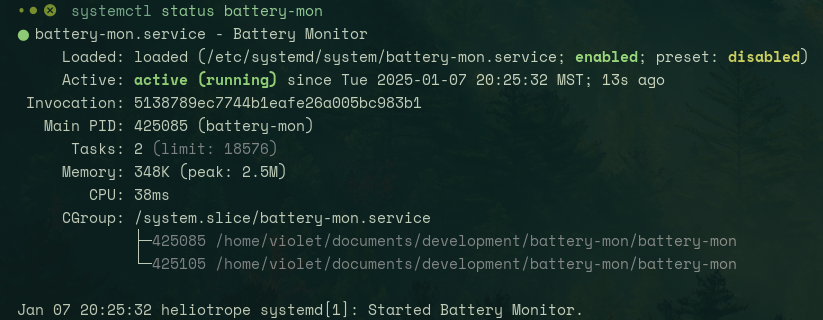 systemctl status battery-mon
● battery-mon.service - Battery Monitor
Loaded: loaded (/etc/systemd/system/battery-mon.service; enabled; preset: disabled)
Active: active (running) since Tue 2025-01-07 20:25:32 MST; 13s ago
Invocation: 5138789ec7744b1eafe26a005bc983b1
Main PID: 425085 (battery-mon)
Tasks: 2 (limit: 18576)
Memory: 348K (peak: 2.5M)
CPU: 38ms
CGroup: /system.slice/battery-mon.service
├─425085 /home/violet/documents/development/battery-mon/battery-mon
└─425105 /home/violet/documents/development/battery-mon/battery-mon
Jan 07 20:25:32 heliotrope systemd[1]: Started Battery Monitor.